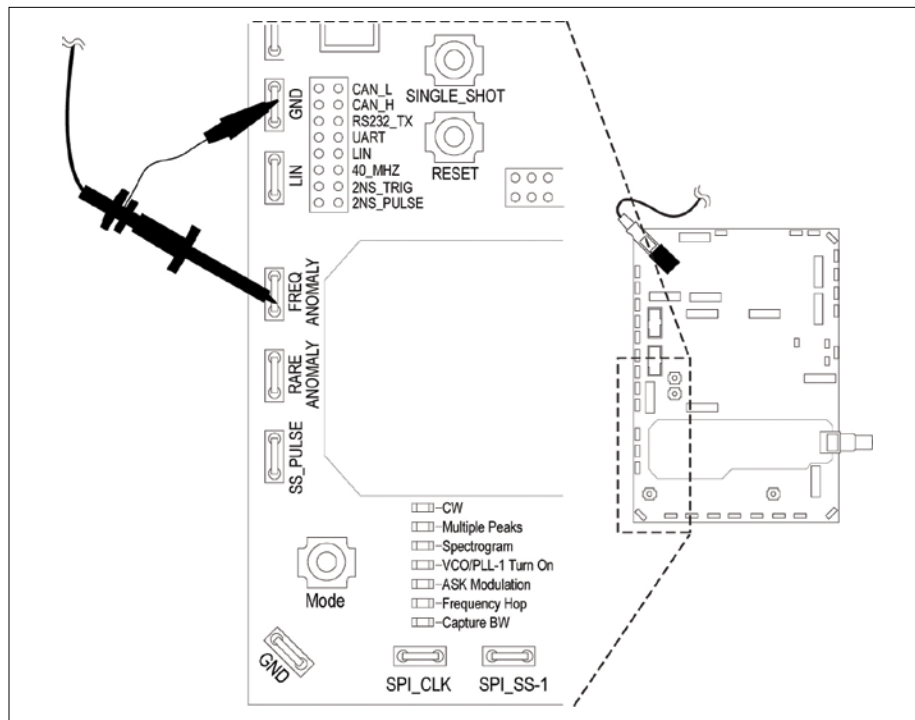 SINGLE_SHOT
RESET
GND
LIN
CAN_L
CAN_H
RS232_TX
UART
LIN
40_MHZ
2NS_TRIG
2NS_PULSE
FREQ
ANOMALY
RARE
ANOMALY
SS_PULSE
CW
Multiple Peaks
Spectrogram
VCO/PLL-1 Turn On
ASK Modulation
Frequency Hop
Capture BW
Mode
GND
SPI_CLK
SPI_SS-1